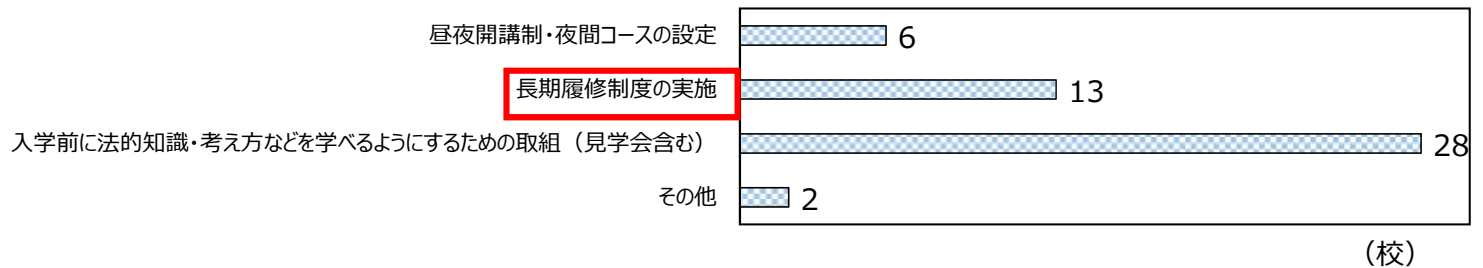 昼夜開講制・夜間コースの設定
6
長期履修制度の実施
13
入学前に法的知識・考え方などを学べるようにするための取組（見学会含む）
28
その他
2
（校）